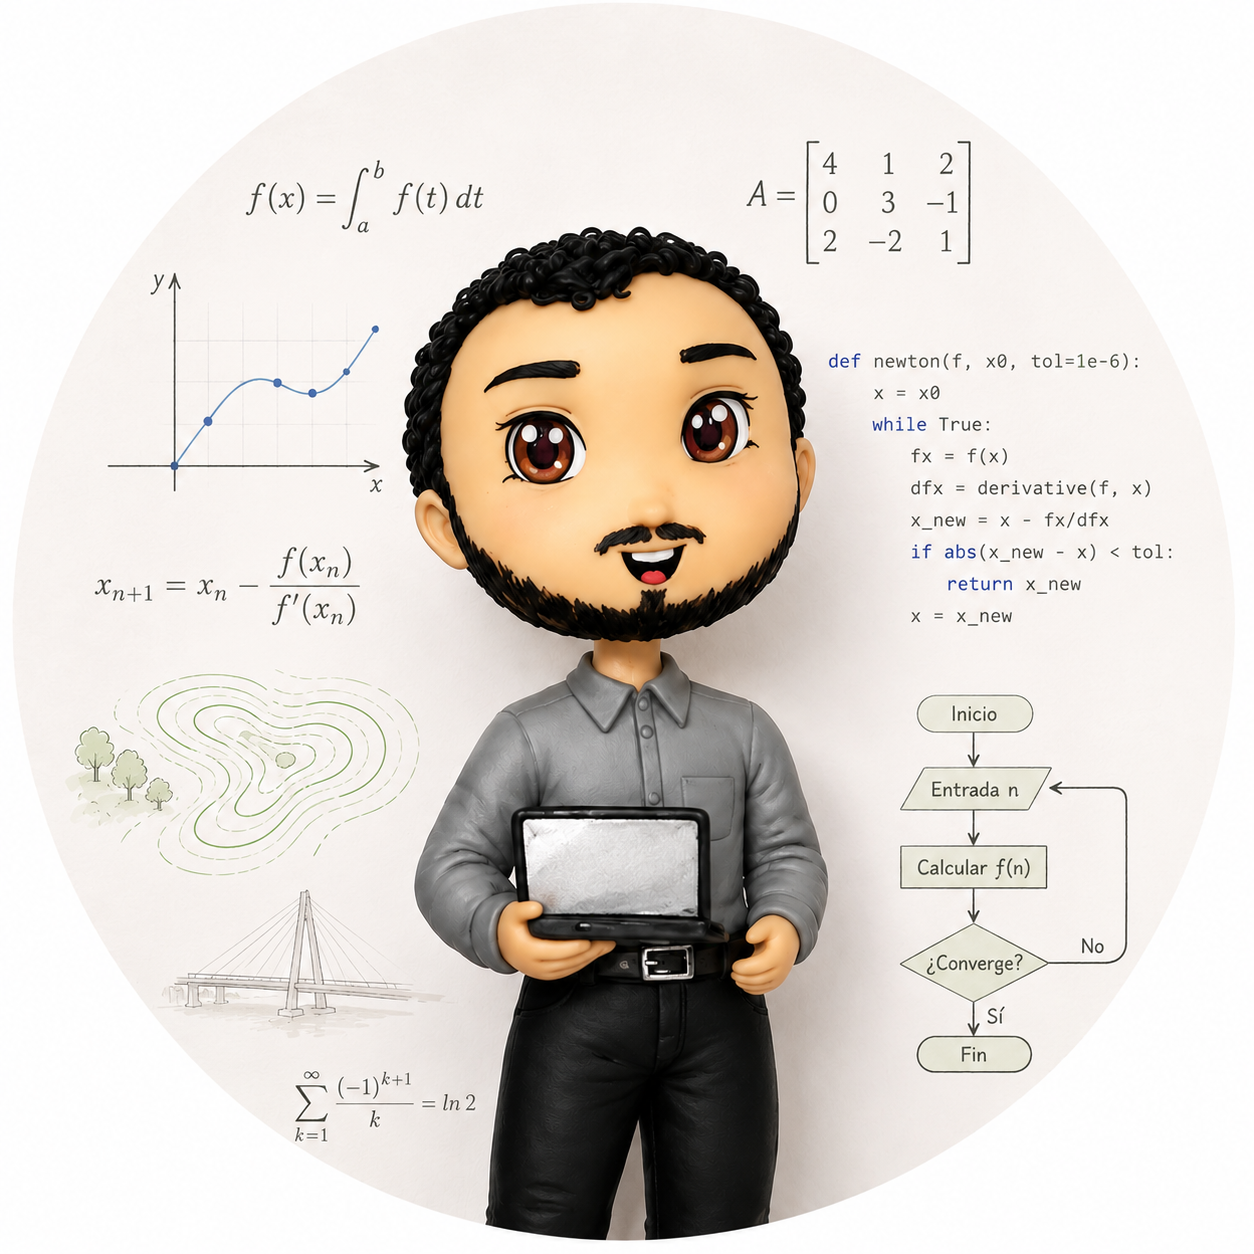 f(x) = ∫_a^b f(t) dt
A = [4 1 2
0 3 −1
2 −2 1]
y
x
def newton(f, x0, tol=1e-6):
x = x0
while True:
fx = f(x)
dfx = derivative(f, x)
x_new = x - fx/dfx
if abs(x_new - x) < tol:
return x_new
x = x_new
x_{n+1} = x_n − f(x_n) / f′(x_n)
Inicio
Entrada n
Calcular f(n)
¿Converge?
No
Sí
Fin
∑_{k=1}^{∞} (−1)^{k+1} / k = ln 2